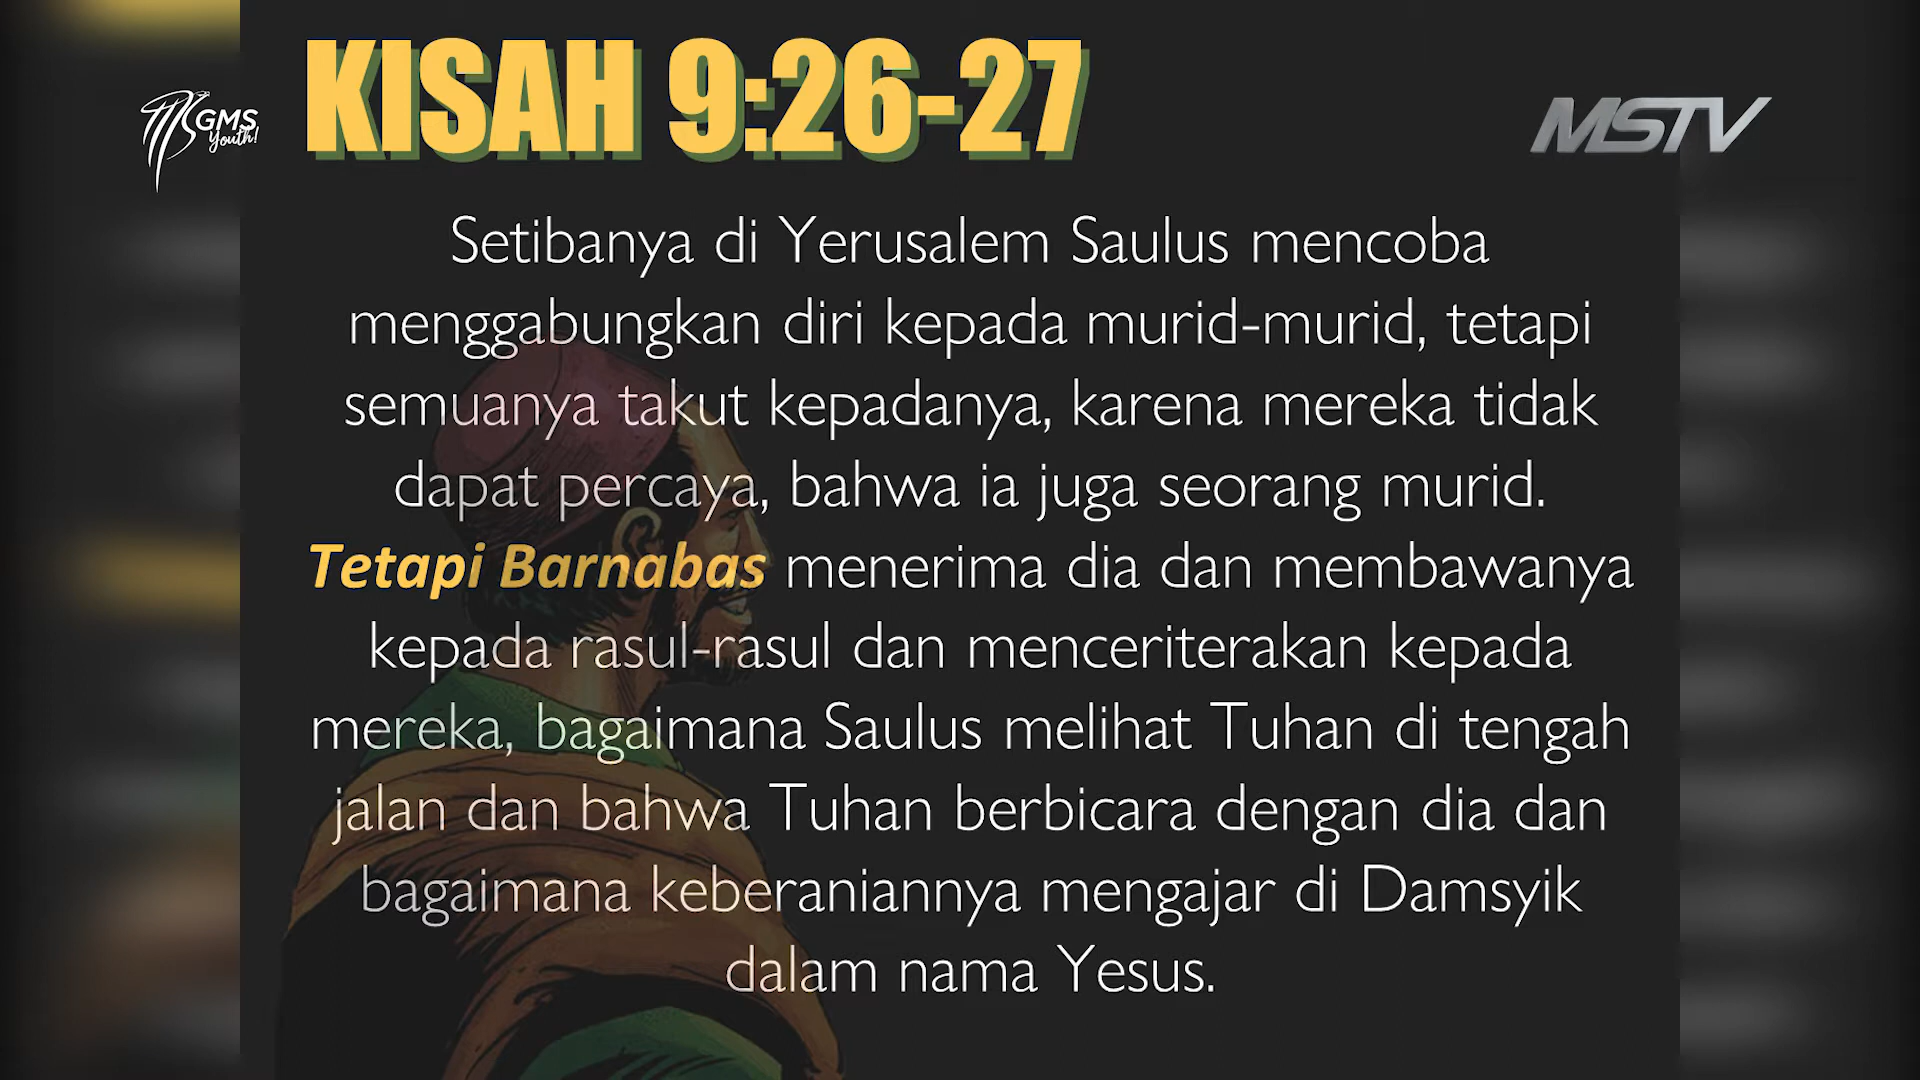 KISAH 9:26-27
GMS
Youth!
MSTV
Setibanya di Yerusalem Saulus mencoba
menggabungkan diri kepada murid-murid, tetapi
semuanya takut kepadanya, karena mereka tidak
dapat percaya, bahwa ia juga seorang murid.
Tetapi Barnabas menerima dia dan membawanya
kepada rasul-rasul dan menceriterakan kepada
mereka, bagaimana Saulus melihat Tuhan di tengah
jalan dan bahwa Tuhan berbicara dengan dia dan
bagaimana keberaniannya mengajar di Damsyik
dalam nama Yesus.